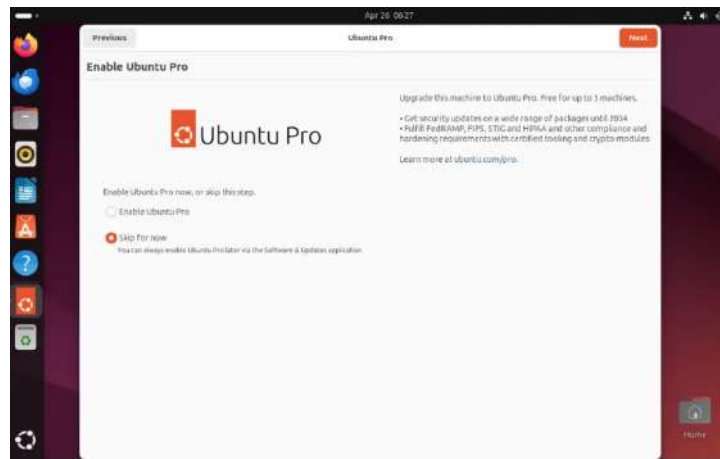 Apr 26 06:27
Previous
Ubuntu Pro
Next
Enable Ubuntu Pro
Upgrade this machine to Ubuntu Pro. Free for up to 5 machines.
• Get security updates on a wide range of packages until 2034
• Fulfill FedRAMP, FIPS, STIG and HIPAA and other compliance and
hardening requirements with certified tooling and crypto-modules
Learn more at ubuntu.com/pro.
Ubuntu Pro
Enable Ubuntu Pro now, or skip this step.
Enable Ubuntu Pro
Skip for now
You can always enable Ubuntu Pro later via the Software & Updates application
Home